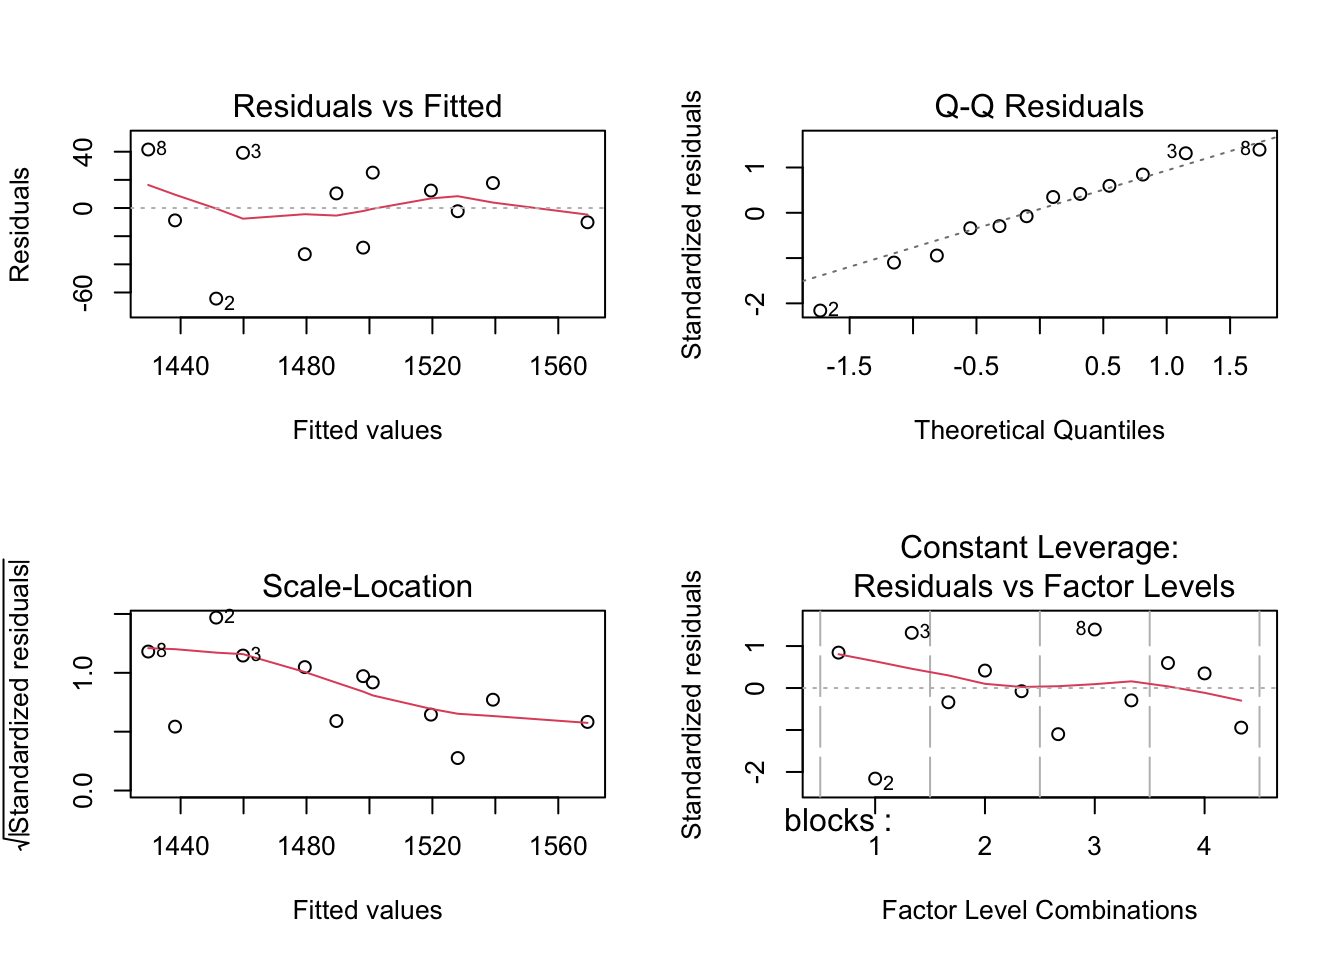 Residuals vs Fitted
Residuals
40
0
-60
8
3
2
1440 1480 1520 1560
Fitted values
Q-Q Residuals
Standardized residuals
1
0
-2
3
8
2
-1.5 -0.5 0.5 1.0 1.5
Theoretical Quantiles
Scale-Location
√|Standardized residuals|
1.0
0.0
2
8
3
1440 1480 1520 1560
Fitted values
Constant Leverage:
Residuals vs Factor Levels
Standardized residuals
1
0
-2
3
8
2
blocks :
1 2 3 4
Factor Level Combinations